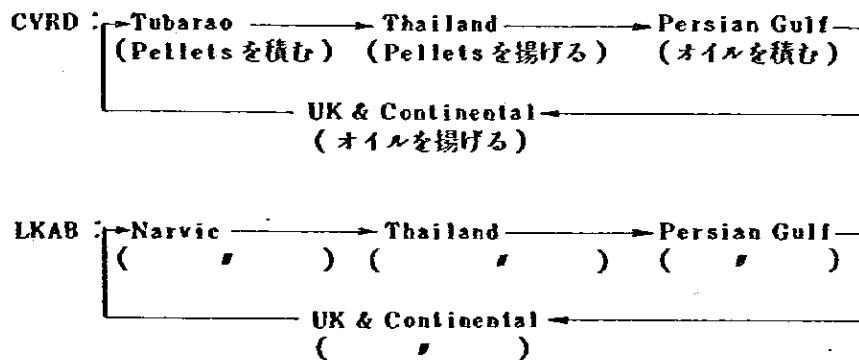 CVRD : Tubarao Thailand Persian Gulf
(Pelletsを積む) (Pelletsを揚げる) (オイルを積む)
UK & Continental
(オイルを揚げる)
LKAB : Narvic Thailand Persian Gulf
( 〃 ) ( 〃 ) ( 〃 )
UK & Continental
( 〃 )